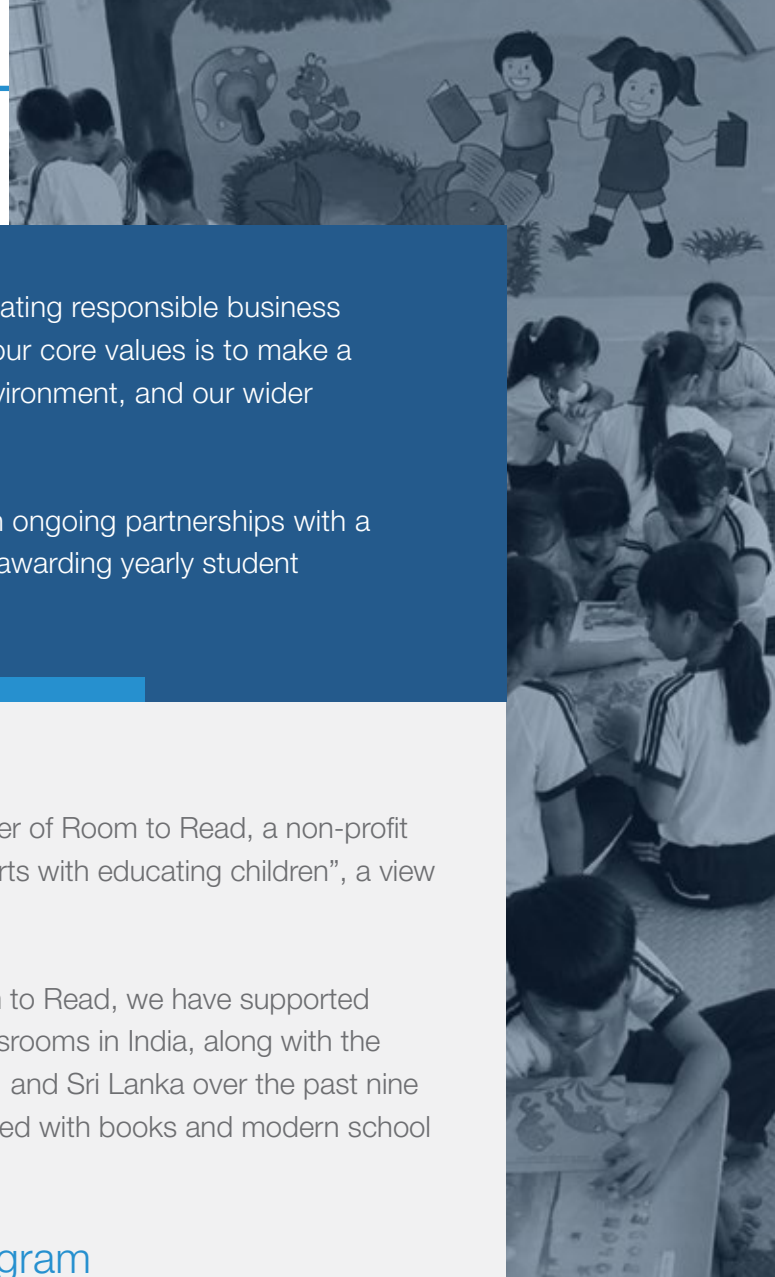 ating responsible business
our core values is to make a
vironment, and our wider
ongoing partnerships with a
awarding yearly student
er of Room to Read, a non-profit
rts with educating children”, a view
to Read, we have supported
srooms in India, along with the
and Sri Lanka over the past nine
ed with books and modern school
gram